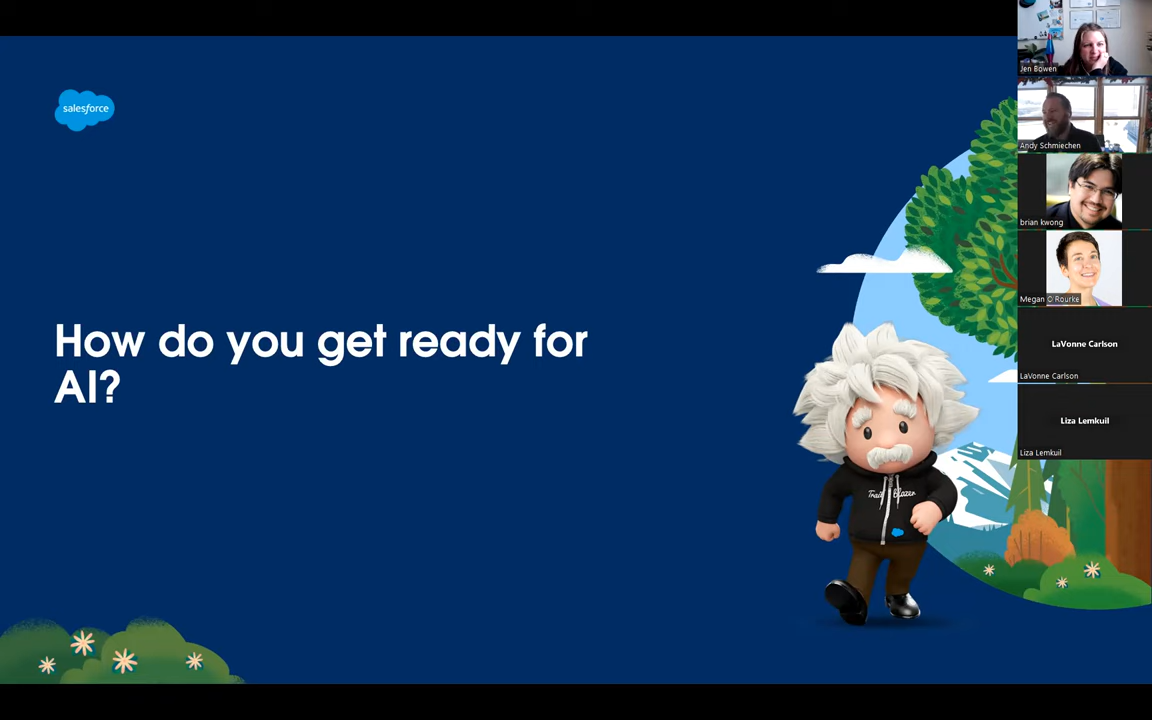 salesforce
How do you get ready for
AI?
Trailblazer
Jen Bowen
Andy Schmiechen
brian kwong
Megan O Rourke
LaVonne Carlson
LaVonne Carlson
Liza Lemkuil
Liza Lemkuil